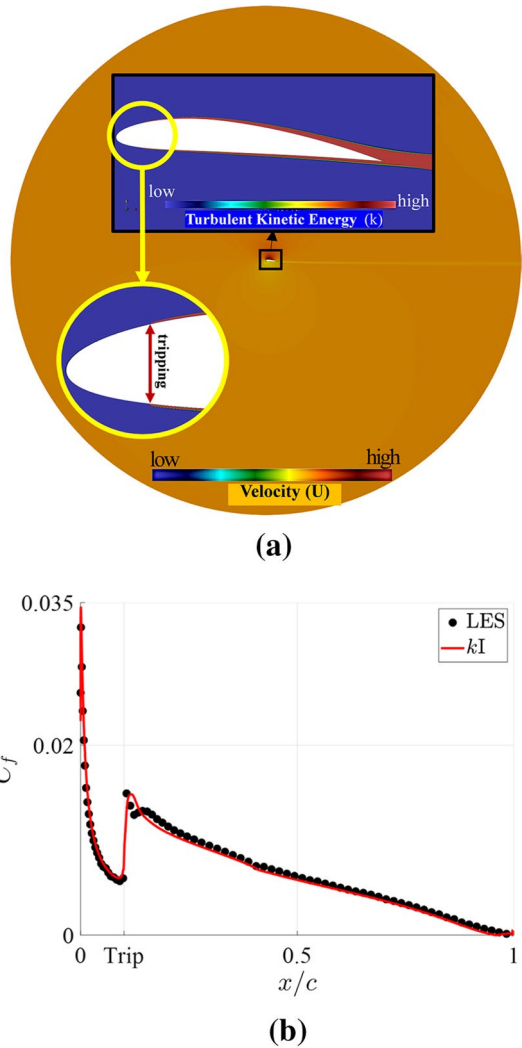 low
high
Turbulent Kinetic Energy (k)
tripping
low
high
Velocity (U)
(a)
0.035
LES
kI
0.02
C_f
0
0
Trip
0.5
1
x/c
(b)